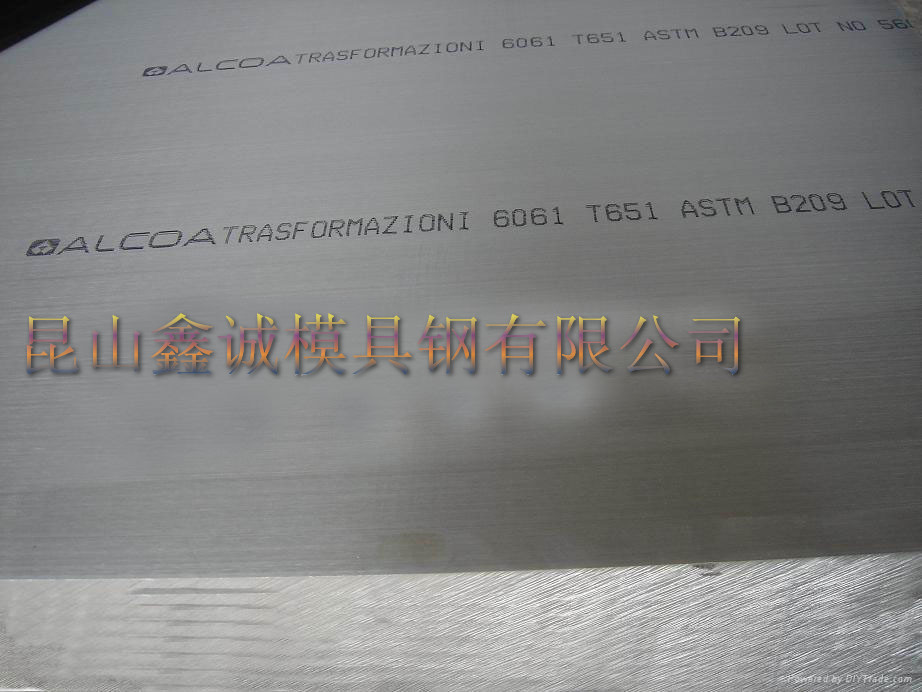 ALCOA TRASFORMAZIONI 6061 T651 ASTM B209 LOT NO 56
ALCOA TRASFORMAZIONI 6061 T651 ASTM B209 LOT
昆山鑫诚模具钢有限公司
Powered by DIYTrade.com